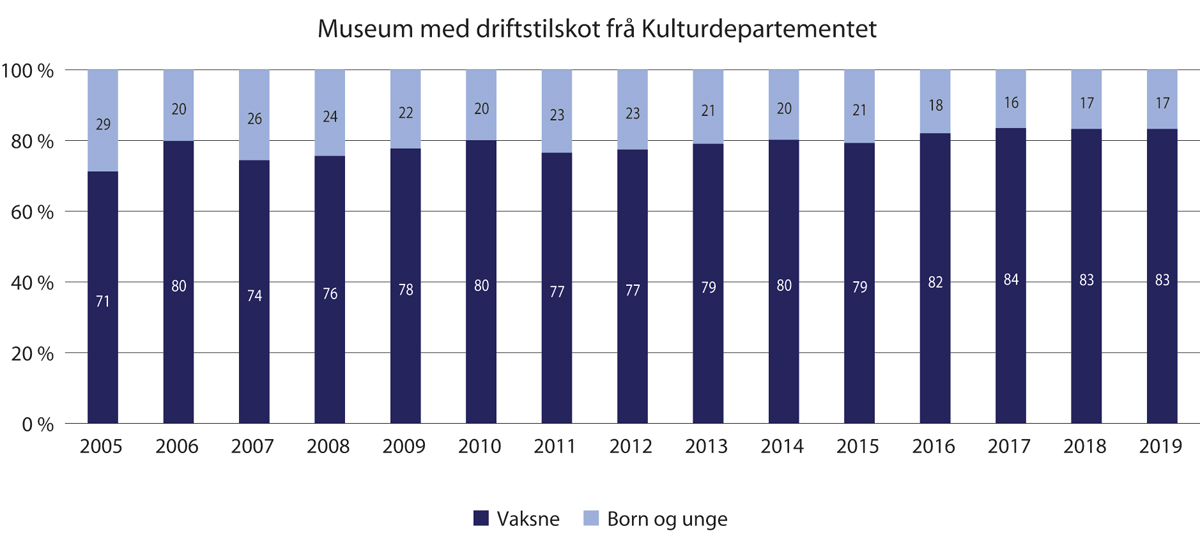 Museum med driftstilskot frå Kulturdepartementet
100 %
80 %
60 %
40 %
20 %
0 %
29 20 26 24 22 20 23 23 21 20 21 18 16 17 17
71 80 74 76 78 80 77 77 79 80 79 82 84 83 83
2005 2006 2007 2008 2009 2010 2011 2012 2013 2014 2015 2016 2017 2018 2019
Vaksne Born og unge